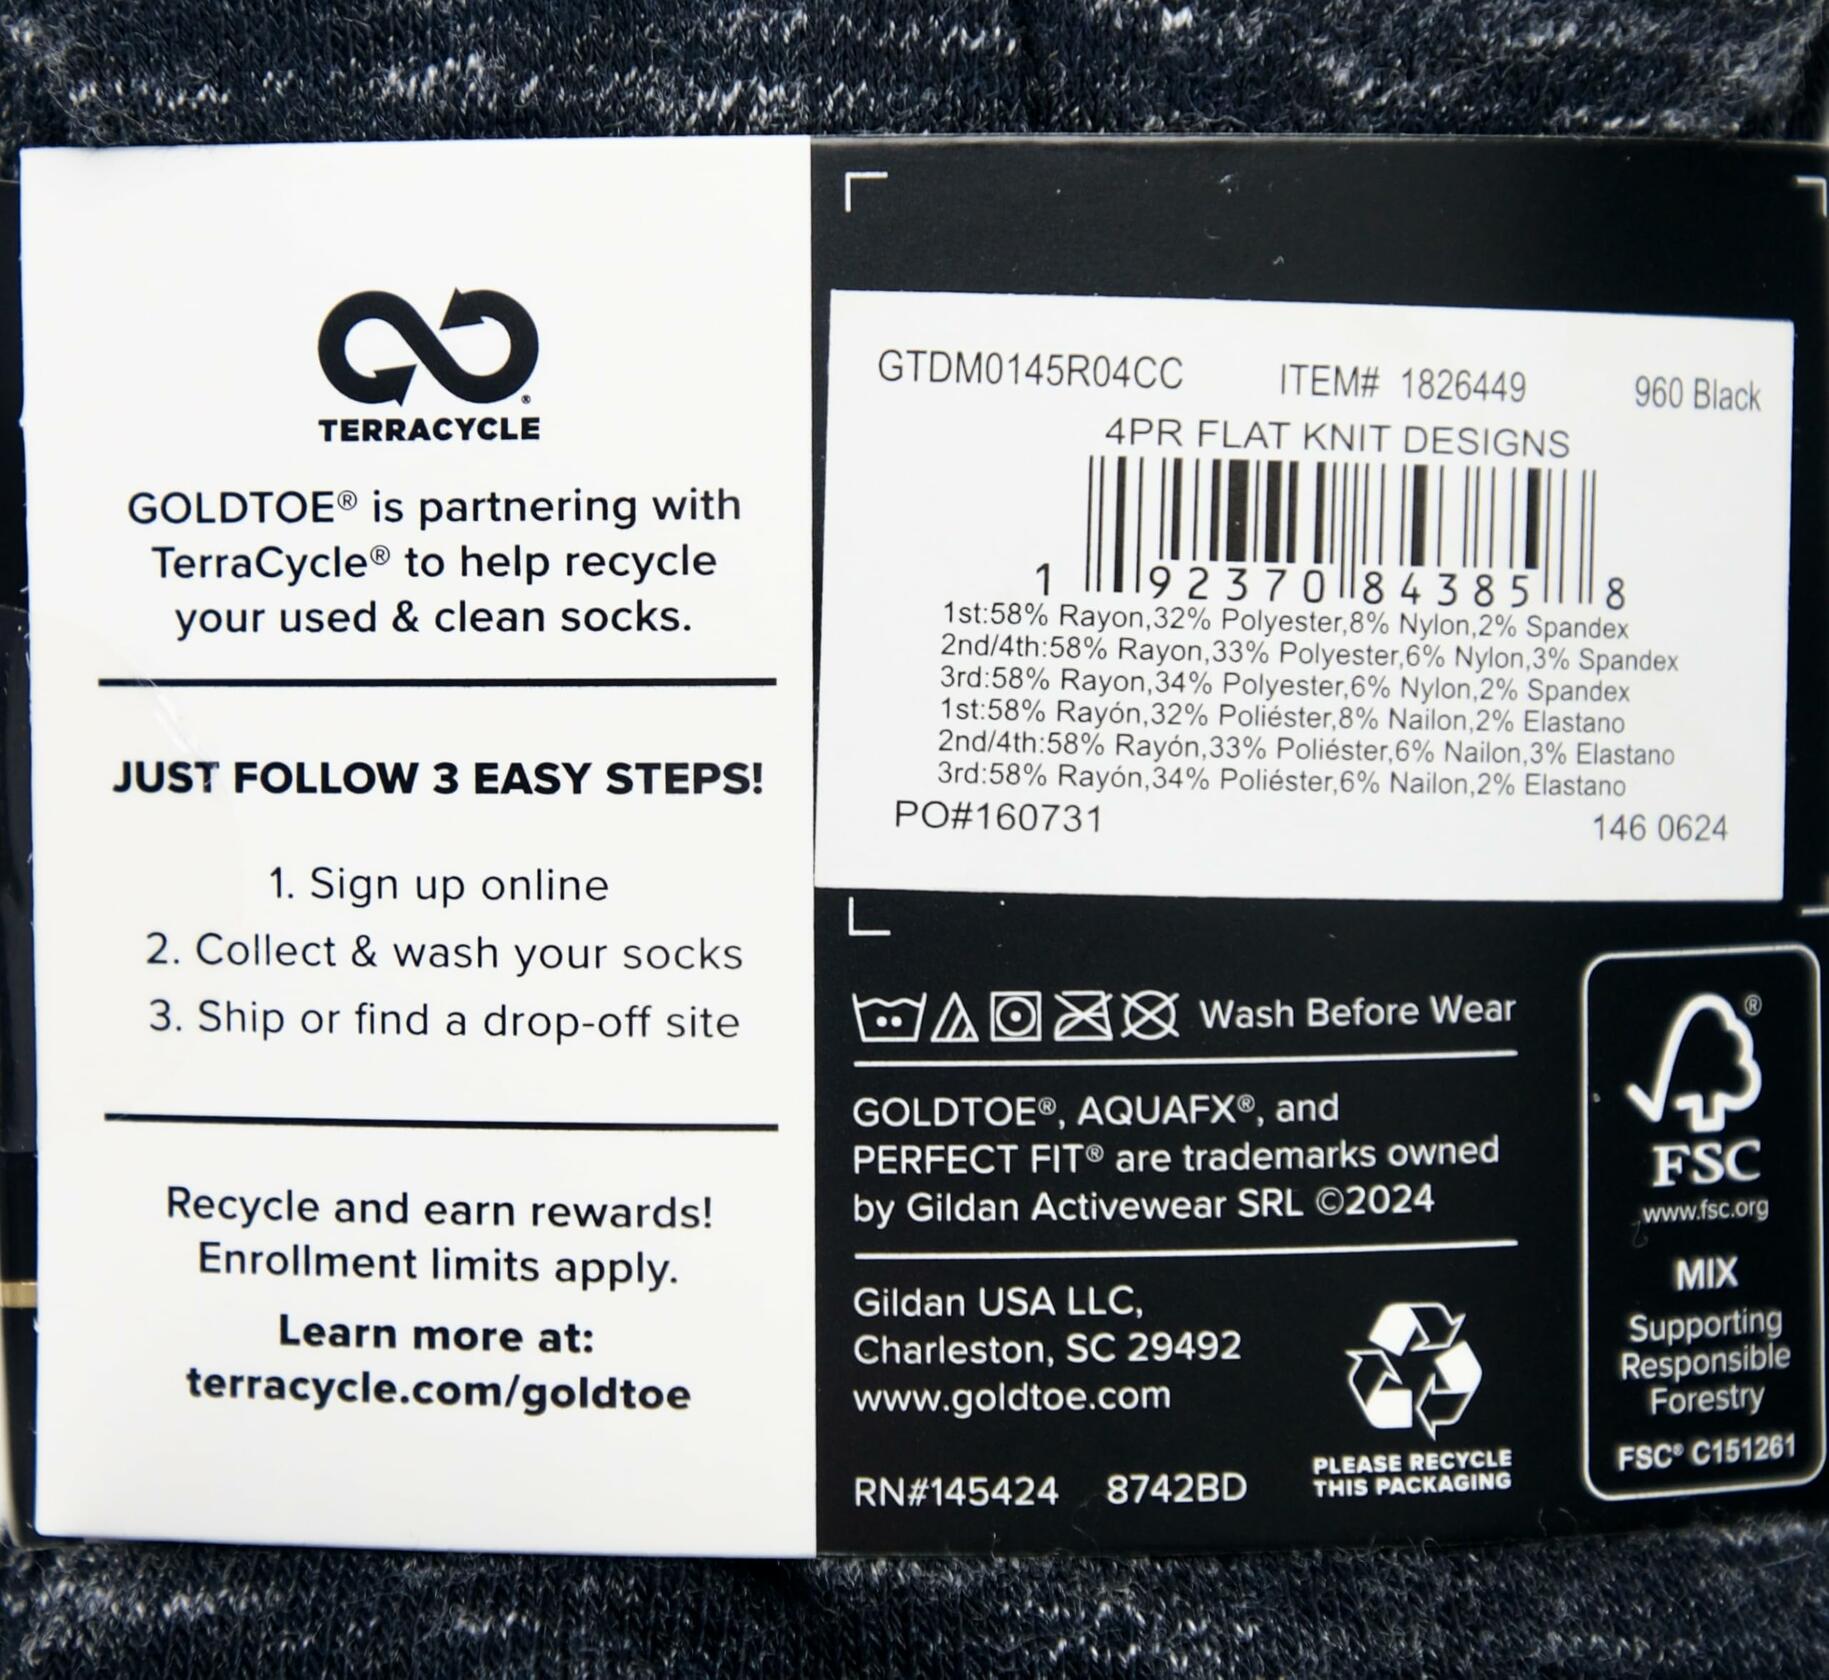 TERRACYCLE®
GOLDTOE® is partnering with
TerraCycle® to help recycle
your used & clean socks.
JUST FOLLOW 3 EASY STEPS!
1. Sign up online
2. Collect & wash your socks
3. Ship or find a drop-off site
Recycle and earn rewards!
Enrollment limits apply.
Learn more at:
terracycle.com/goldtoe
GTDM0145R04CC ITEM# 1826449 960 Black
4PR FLAT KNIT DESIGNS
1 92370 84385 8
1st:58% Rayon,32% Polyester,8% Nylon,2% Spandex
2nd/4th:58% Rayon,33% Polyester,6% Nylon,3% Spandex
3rd:58% Rayon,34% Polyester,6% Nylon,2% Spandex
1st:58% Rayón,32% Poliéster,8% Nailon,2% Elastano
2nd/4th:58% Rayón,33% Poliéster,6% Nailon,3% Elastano
3rd:58% Rayón,34% Poliéster,6% Nailon,2% Elastano
PO#160731 146 0624
Wash Before Wear
GOLDTOE®, AQUAFX®, and
PERFECT FIT® are trademarks owned
by Gildan Activewear SRL ©2024
Gildan USA LLC,
Charleston, SC 29492
www.goldtoe.com
RN#145424 8742BD
PLEASE RECYCLE
THIS PACKAGING
®
FSC
www.fsc.org
MIX
Supporting
Responsible
Forestry
FSC® C151261